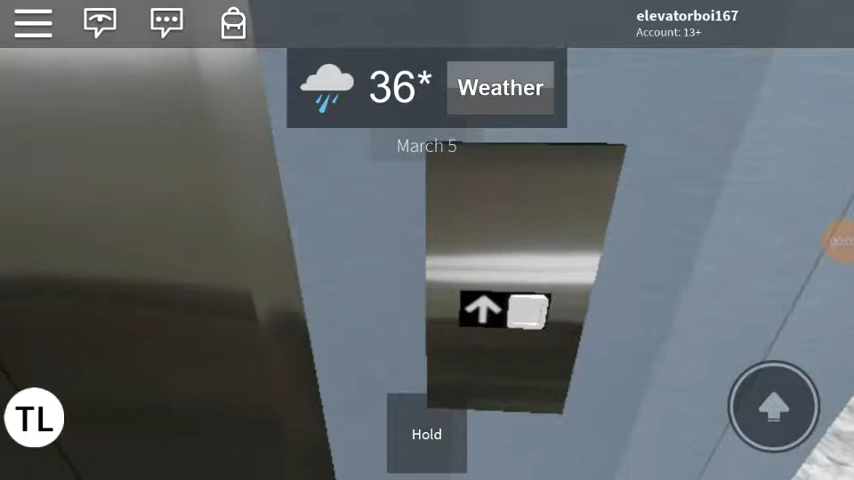 elevatorboi167
Account: 13+
36*
Weather
March 5
TL
Hold